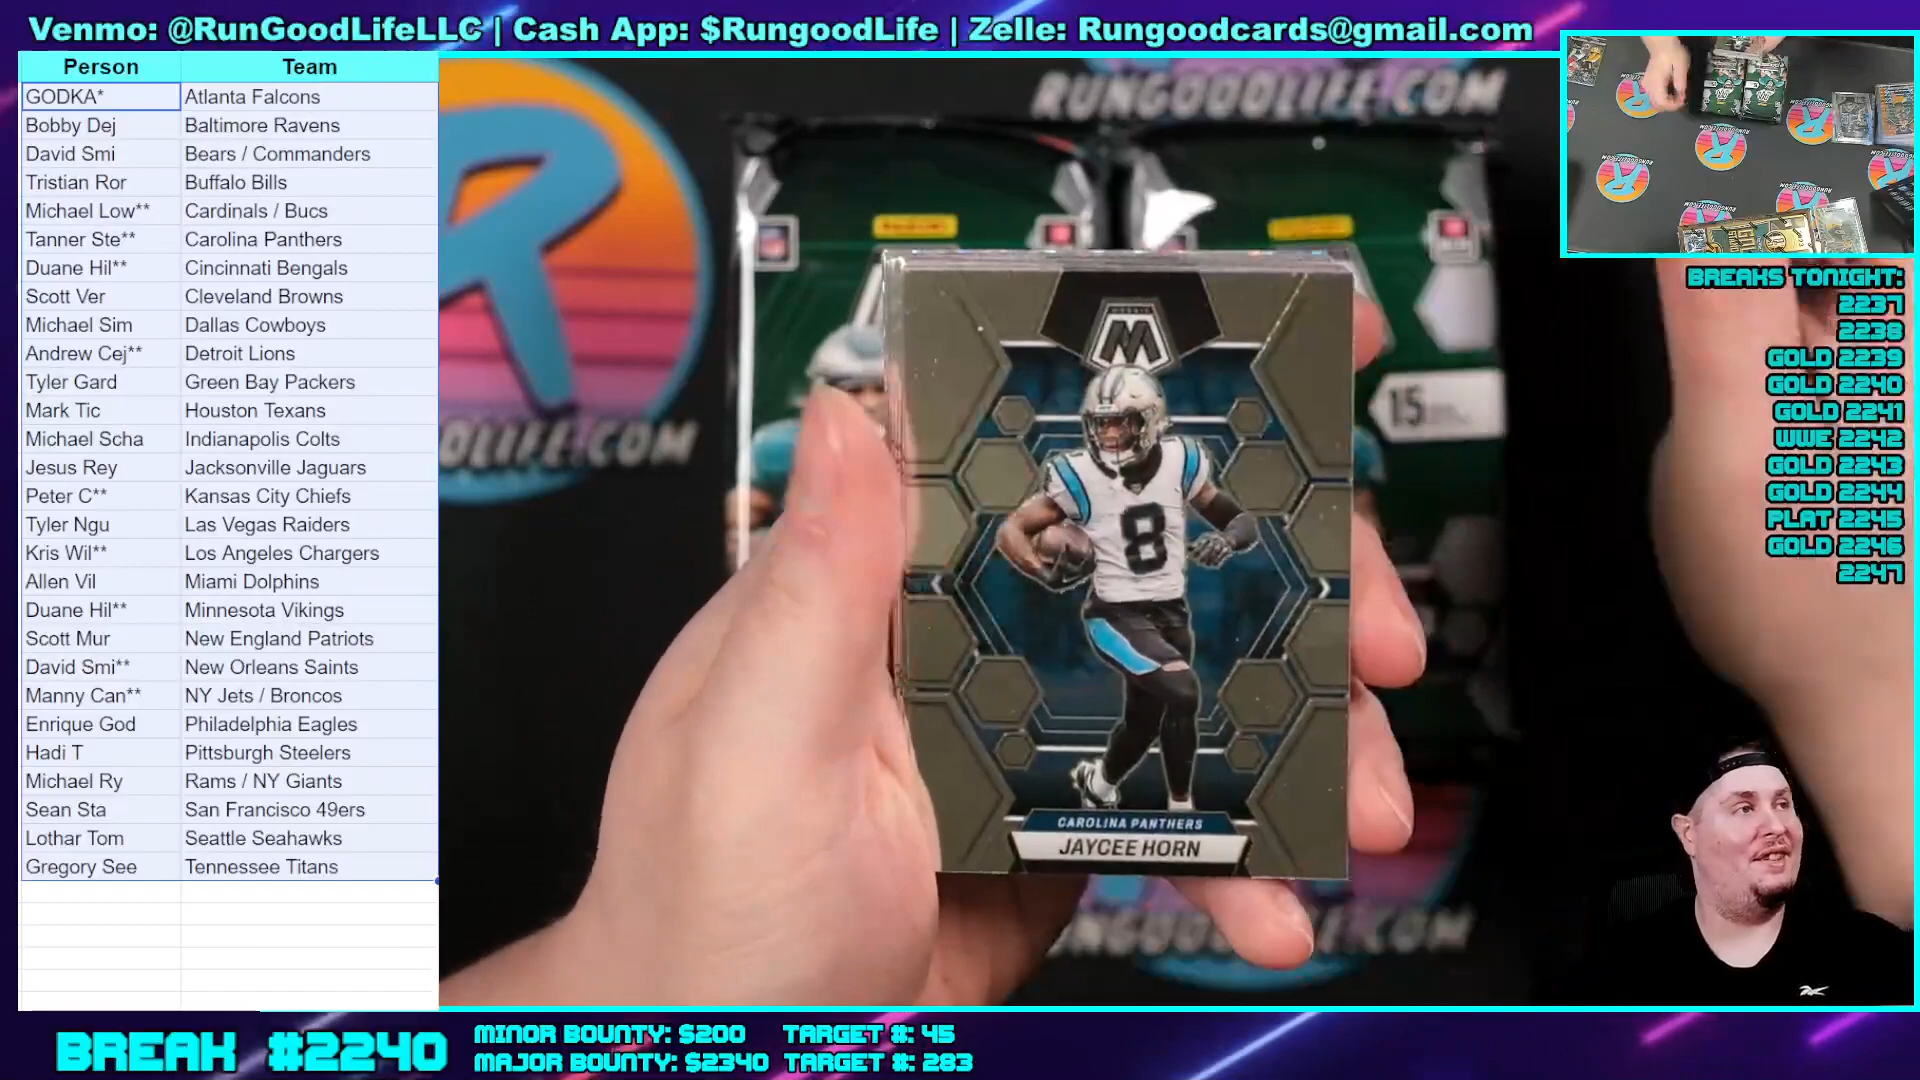 Venmo: @RunGoodLifeLLC | Cash App: $RungoodLife | Zelle: Rungoodcards@gmail.com
Person Team
GODKA* Atlanta Falcons
Bobby Dej Baltimore Ravens
David Smi Bears / Commanders
Tristian Ror Buffalo Bills
Michael Low** Cardinals / Bucs
Tanner Ste** Carolina Panthers
Duane Hil** Cincinnati Bengals
Scott Ver Cleveland Browns
Michael Sim Dallas Cowboys
Andrew Cej** Detroit Lions
Tyler Gard Green Bay Packers
Mark Tic Houston Texans
Michael Scha Indianapolis Colts
Jesus Rey Jacksonville Jaguars
Peter C** Kansas City Chiefs
Tyler Ngu Las Vegas Raiders
Kris Wil** Los Angeles Chargers
Allen Vil Miami Dolphins
Duane Hil** Minnesota Vikings
Scott Mur New England Patriots
David Smi** New Orleans Saints
Manny Can** NY Jets / Broncos
Enrique God Philadelphia Eagles
Hadi T Pittsburgh Steelers
Michael Ry Rams / NY Giants
Sean Sta San Francisco 49ers
Lothar Tom Seattle Seahawks
Gregory See Tennessee Titans
RUNGOODLIFE.COM
R
DLIFE.COM
15
MOSAIC
M
8
CAROLINA PANTHERS
JAYCEE HORN
BREAKS TONIGHT:
2237
2238
GOLD 2239
GOLD 2240
GOLD 2241
WWE 2242
GOLD 2243
GOLD 2244
PLAT 2245
GOLD 2246
2247
BREAK #2240
MINOR BOUNTY: $200 TARGET #: 45
MAJOR BOUNTY: $2340 TARGET #: 283